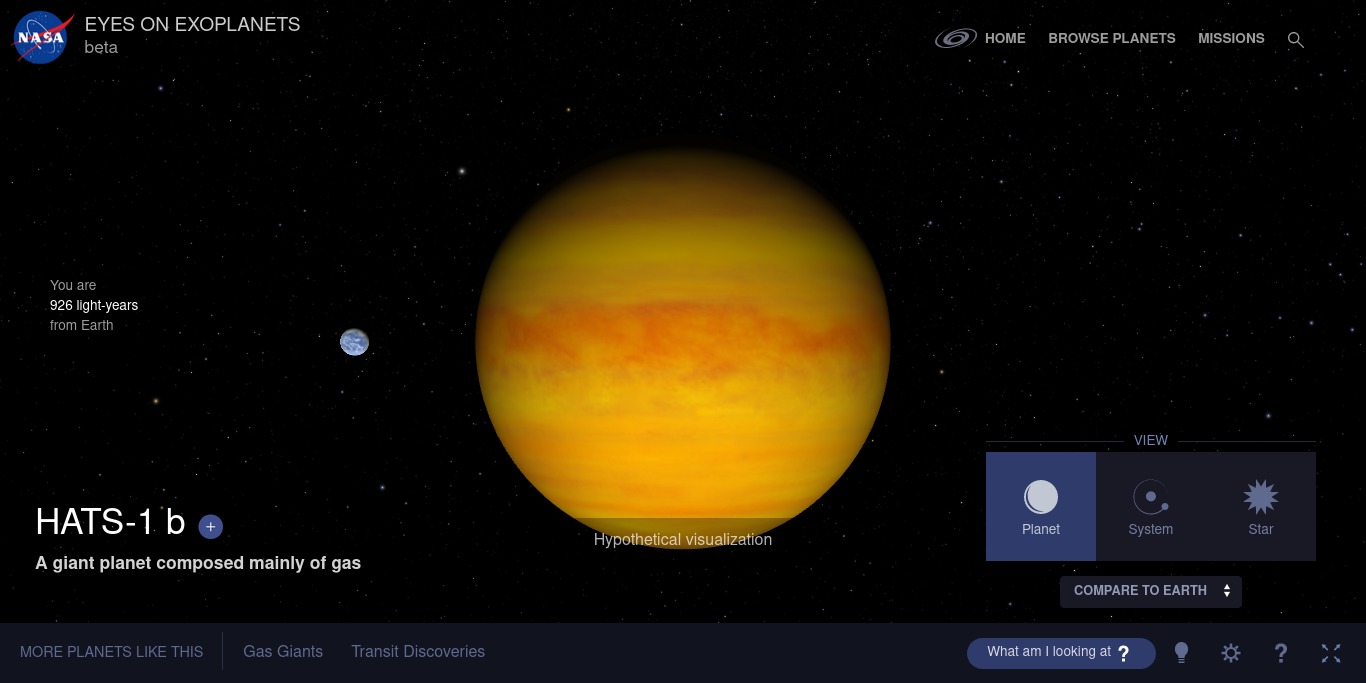 NASA
EYES ON EXOPLANETS
beta
HOME
BROWSE PLANETS
MISSIONS
You are
926 light-years
from Earth
HATS-1 b +
A giant planet composed mainly of gas
Hypothetical visualization
VIEW
Planet
System
Star
COMPARE TO EARTH
MORE PLANETS LIKE THIS
Gas Giants
Transit Discoveries
What am I looking at ?
?